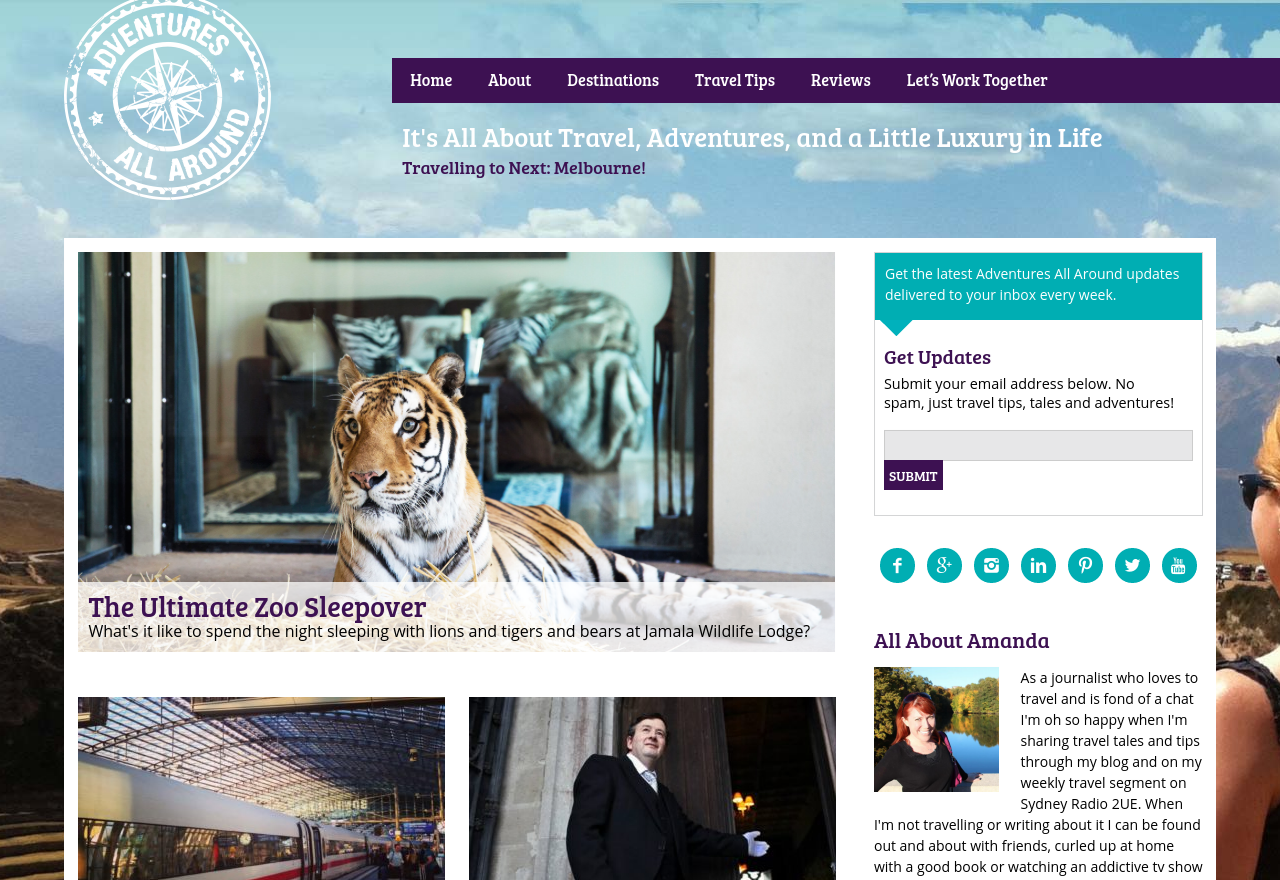 ADVENTURES
ALL AROUND
Home About Destinations Travel Tips Reviews Let's Work Together
It's All About Travel, Adventures, and a Little Luxury in Life
Travelling to Next: Melbourne!
The Ultimate Zoo Sleepover
What's it like to spend the night sleeping with lions and tigers and bears at Jamala Wildlife Lodge?
Get the latest Adventures All Around updates
delivered to your inbox every week.
Get Updates
Submit your email address below. No
spam, just travel tips, tales and adventures!
SUBMIT
You
Tube
All About Amanda
As a journalist who loves to
travel and is fond of a chat
I'm oh so happy when I'm
sharing travel tales and tips
through my blog and on my
weekly travel segment on
Sydney Radio 2UE. When
I'm not travelling or writing about it I can be found
out and about with friends, curled up at home
with a good book or watching an addictive tv show